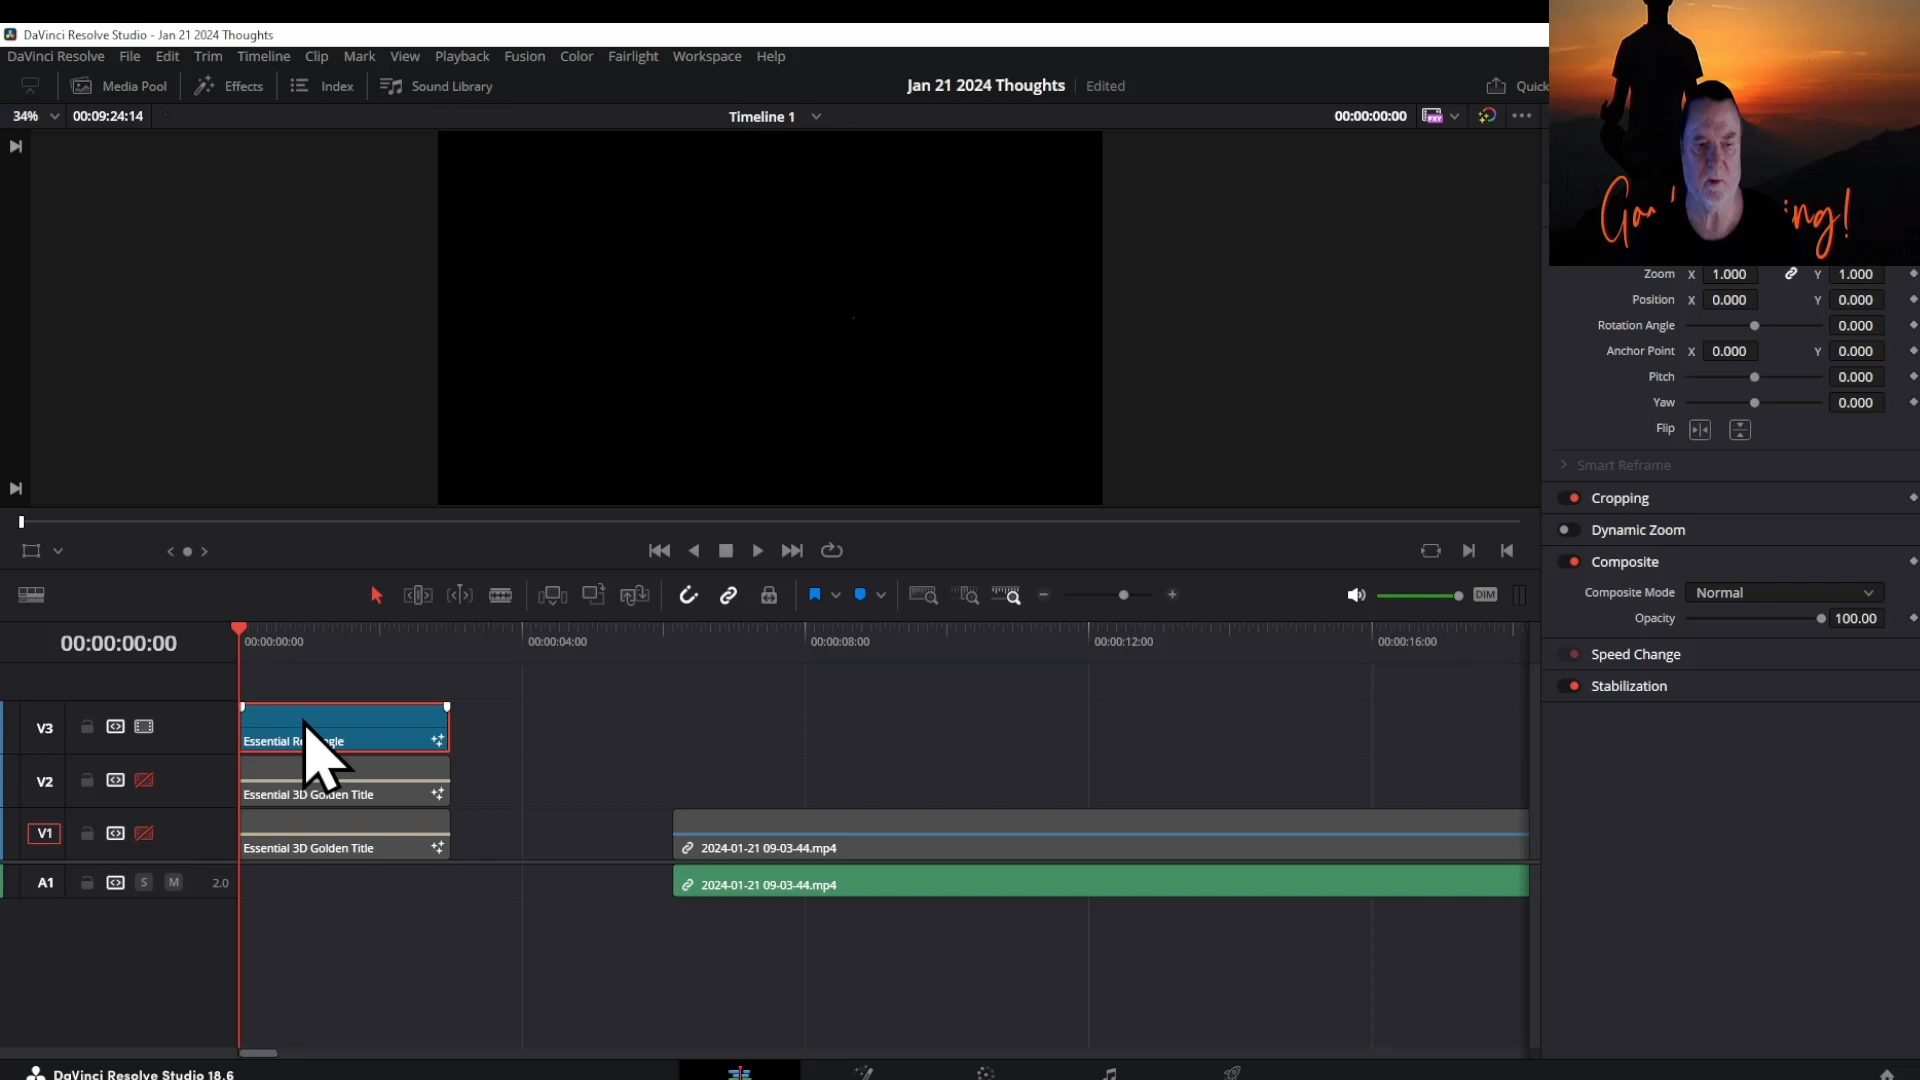 DaVinci Resolve Studio - Jan 21 2024 Thoughts
DaVinci Resolve File Edit Trim Timeline Clip Mark View Playback Fusion Color Fairlight Workspace Help
Media Pool Effects Index Sound Library Jan 21 2024 Thoughts Edited Quick
34% 00:09:24:14 Timeline 1 00:00:00:00
ng!
Zoom X 1.000 Y 1.000
Position X 0.000 Y 0.000
Rotation Angle 0.000
Anchor Point X 0.000 Y 0.000
Pitch 0.000
Yaw 0.000
Flip
Smart Reframe
Cropping
Dynamic Zoom
Composite
Composite Mode Normal
Opacity 100.00
Speed Change
Stabilization
DIM
00:00:00:00 00:00:00:00 00:00:04:00 00:00:08:00 00:00:12:00 00:00:16:00
V3 Essential
V2 Essential 3D Golden Title
V1 Essential 3D Golden Title 2024-01-21 09-03-44.mp4
A1 S M 2.0 2024-01-21 09-03-44.mp4
DaVinci Resolve Studio 18.6